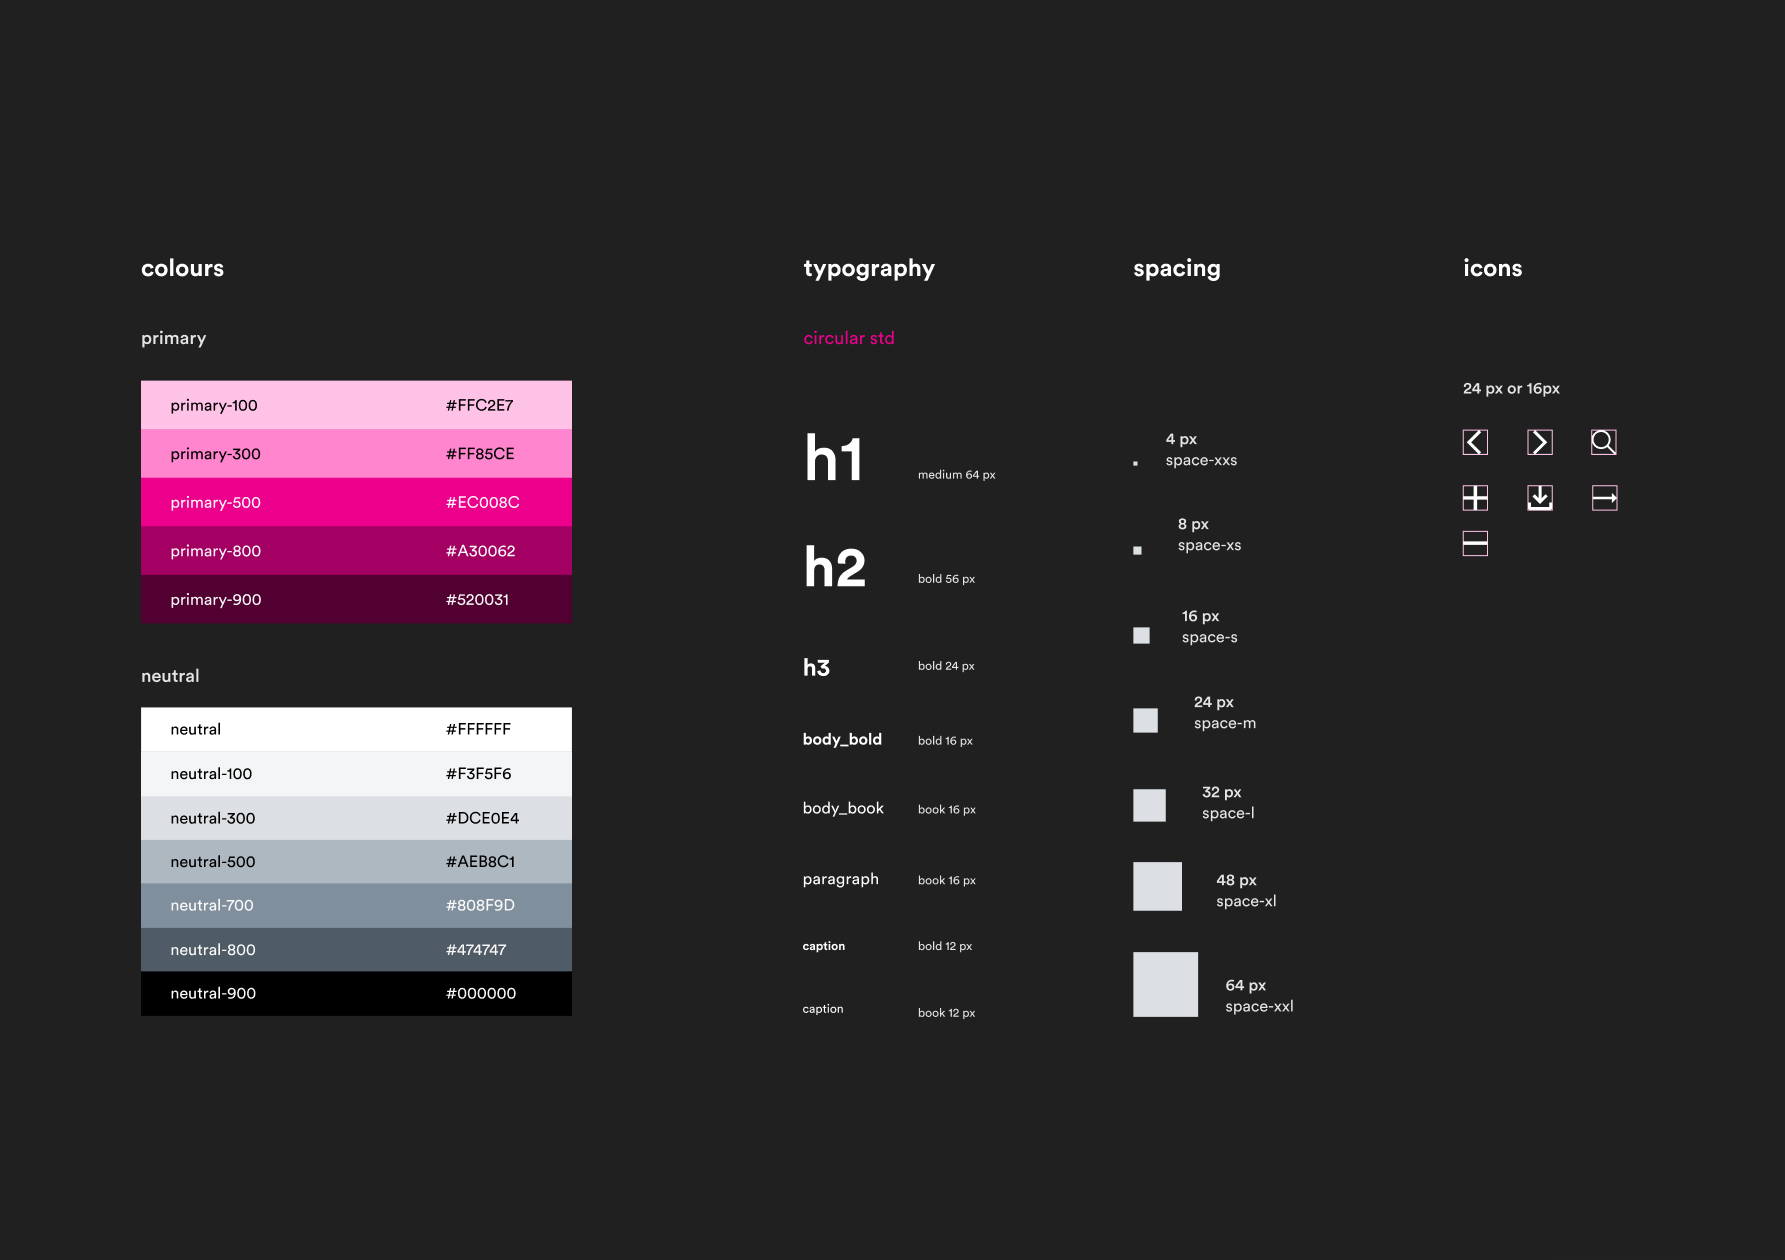 colours
primary
primary-100 #FFC2E7
primary-300 #FF85CE
primary-500 #EC008C
primary-800 #A30062
primary-900 #520031
neutral
neutral #FFFFFF
neutral-100 #F3F5F6
neutral-300 #DCE0E4
neutral-500 #AEB8C1
neutral-700 #808F9D
neutral-800 #474747
neutral-900 #000000
typography
circular std
h1 medium 64 px
h2 bold 56 px
h3 bold 24 px
body_bold bold 16 px
body_book book 16 px
paragraph book 16 px
caption bold 12 px
caption book 12 px
spacing
4 px
space-xxs
8 px
space-xs
16 px
space-s
24 px
space-m
32 px
space-l
48 px
space-xl
64 px
space-xxl
icons
24 px or 16px